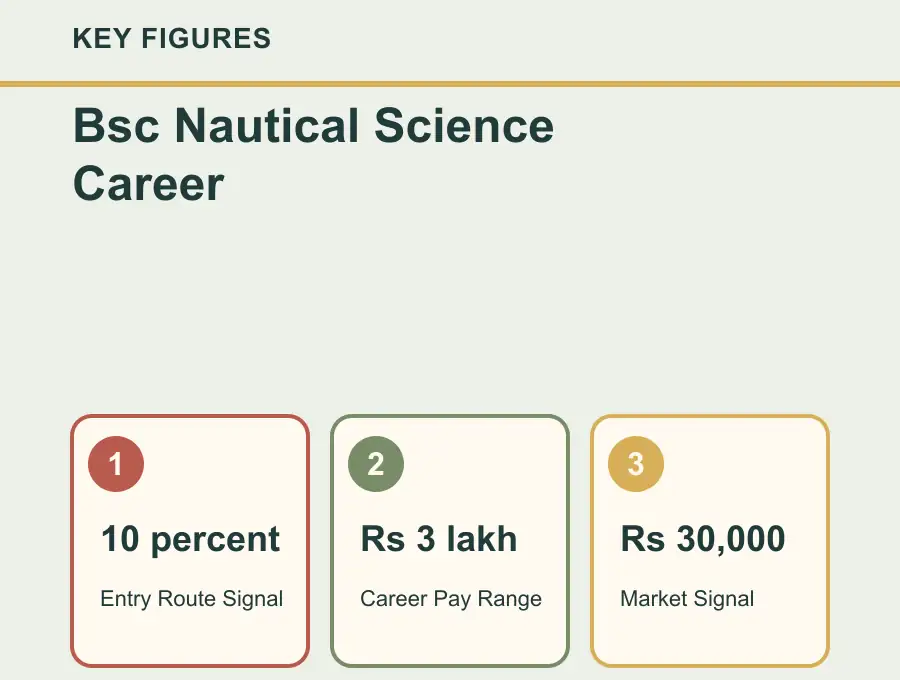 KEY FIGURES
Bsc Nautical Science
Career
1
10 percent
Entry Route Signal
2
Rs 3 lakh
Career Pay Range
3
Rs 30,000
Market Signal